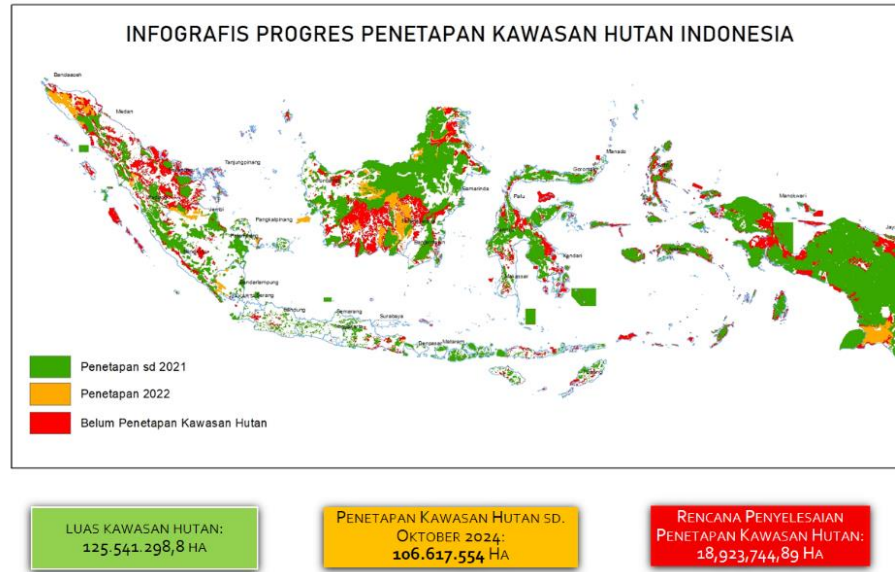 INFOGRAFIS PROGRES PENETAPAN KAWASAN HUTAN INDONESIA
Bandaaceh
Medan
Tanjungpinang
Manado
Gorontalo
Samarinda
Manokwari
Palu
Jambi
Pangkalpinang
Kendari
Makassar
Bandarlampung
Bandung
Semarang
Surabaya
Denpasar
Mataram
Penetapan sd 2021
Penetapan 2022
Belum Penetapan Kawasan Hutan
LUAS KAWASAN HUTAN:
125.541.298,8 HA
PENETAPAN KAWASAN HUTAN SD.
OKTOBER 2024:
106.617.554 HA
RENCANA PENYELESAIAN
PENETAPAN KAWASAN HUTAN:
18,923,744,89 HA